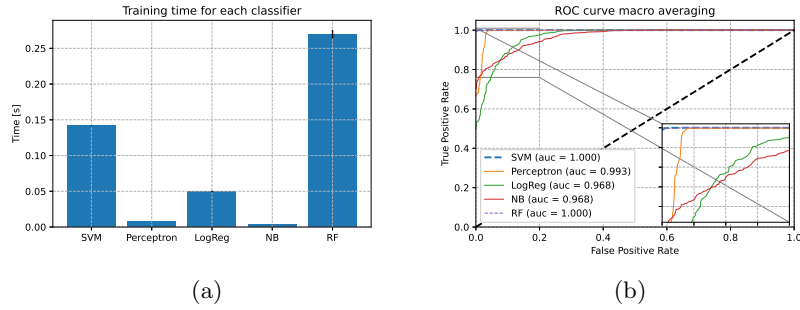 Training time for each classifier
Time [s]
0.25
0.20
0.15
0.10
0.05
0.00
SVM Perceptron LogReg NB RF
(a)
ROC curve macro averaging
True Positive Rate
1.0
0.8
0.6
0.4
0.2
0.0
SVM (auc = 1.000)
Perceptron (auc = 0.993)
LogReg (auc = 0.968)
NB (auc = 0.968)
RF (auc = 1.000)
0.0 0.2 0.4 0.6 0.8 1.0
False Positive Rate
(b)